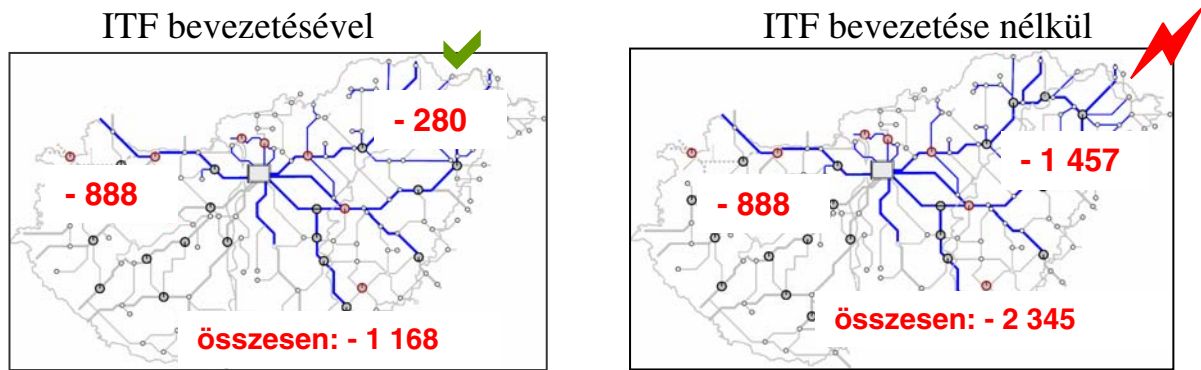 ITF bevezetésével
- 280
- 888
összesen: - 1 168
ITF bevezetése nélkül
- 1 457
- 888
összesen: - 2 345